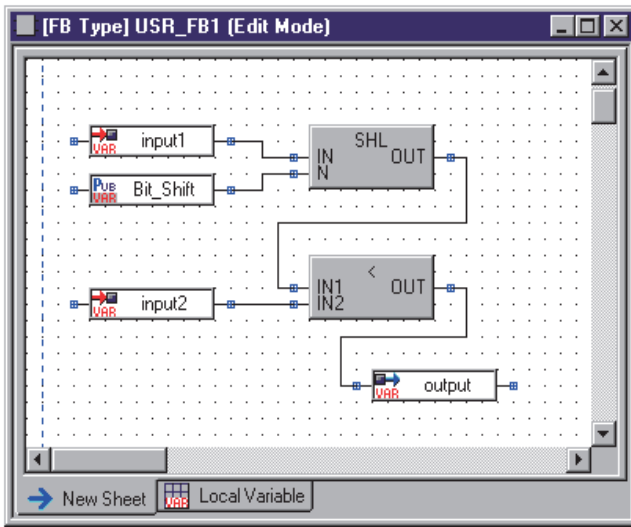 [FB Type] USR_FB1 (Edit Mode)
VAR input1
SHL
IN OUT
N
PUB VAR Bit_Shift
<
IN1 OUT
IN2
VAR input2
VAR output
New Sheet VAR Local Variable